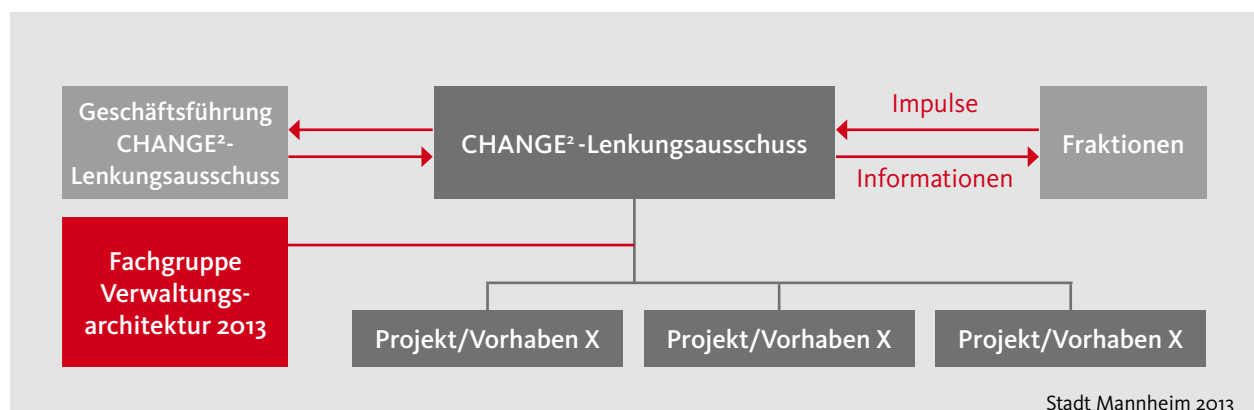 Geschäftsführung
CHANGE²-
Lenkungsausschuss
CHANGE²-Lenkungsausschuss
Impulse
Informationen
Fraktionen
Fachgruppe
Verwaltungs-
architektur 2013
Projekt/Vorhaben X
Projekt/Vorhaben X
Projekt/Vorhaben X
Stadt Mannheim 2013